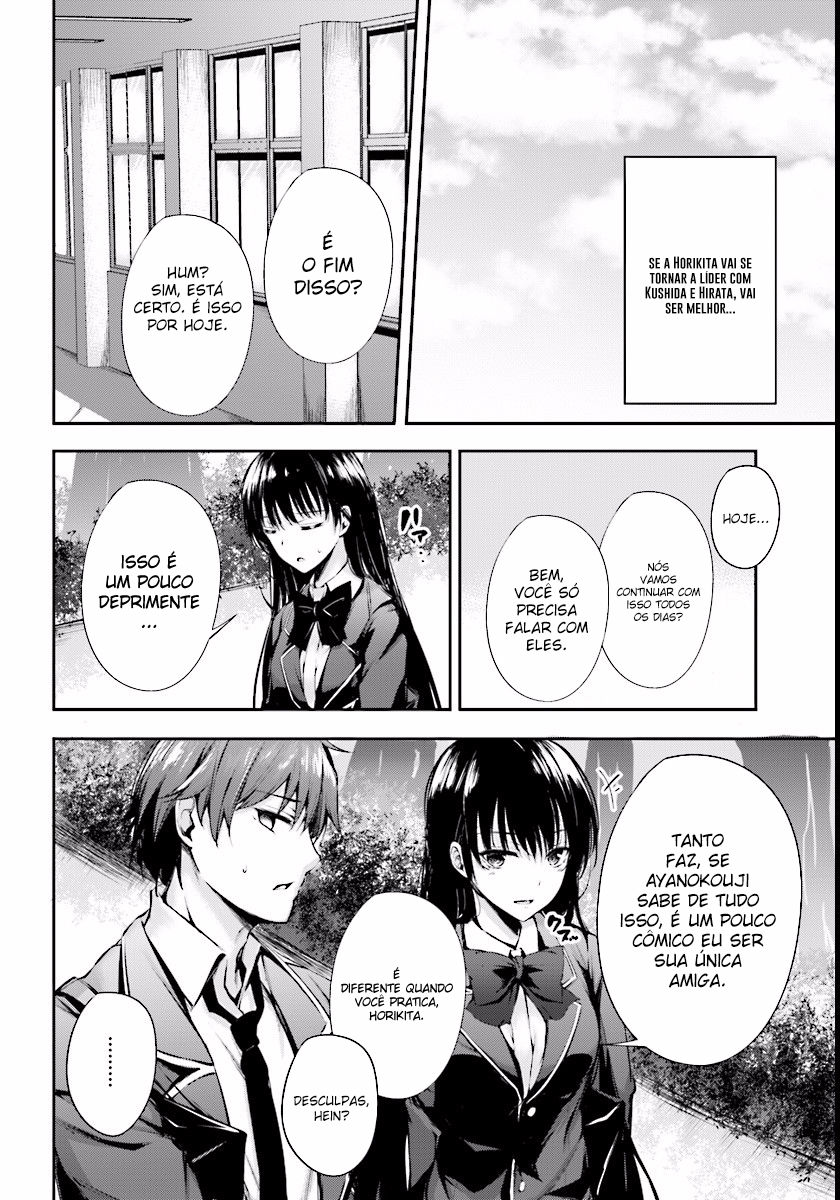 SE A HORIKITA VAI SE
TORNAR A LÍDER COM
KUSHIDA E HIRATA, VAI
SER MELHOR...
É
O FIM
DISSO?
HUM?
SIM, ESTÁ
CERTO. É ISSO
POR HOJE.
HOJE...
NÓS
VAMOS
CONTINUAR COM
ISSO TODOS
OS DIAS?
BEM,
VOCÊ SÓ
PRECISA
FALAR COM
ELES.
ISSO É
UM POUCO
DEPRIMENTE
...
TANTO
FAZ, SE
AYANOKOUJI
SABE DE TUDO
ISSO, É UM POUCO
CÔMICO EU SER
SUA ÚNICA
AMIGA.
É
DIFERENTE QUANDO
VOCÊ PRATICA,
HORIKITA.
DESCULPAS,
HEIN?
.........